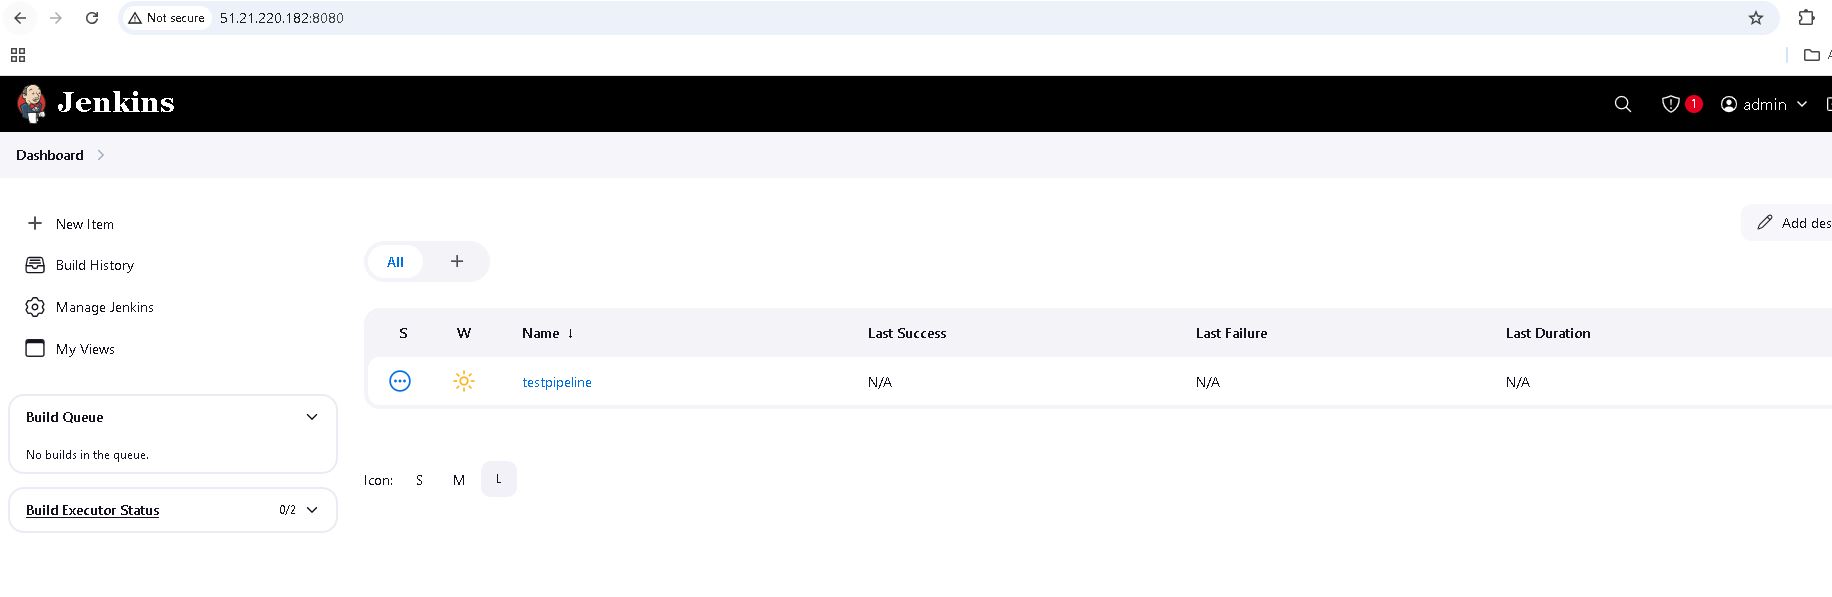 Not secure 51.21.220.182:8080
Jenkins
1 admin
Dashboard
New Item
Add des
Build History
All +
Manage Jenkins
My Views
S W Name ↓ Last Success Last Failure Last Duration
testpipeline N/A N/A N/A
Build Queue
No builds in the queue.
Icon: S M L
Build Executor Status 0/2